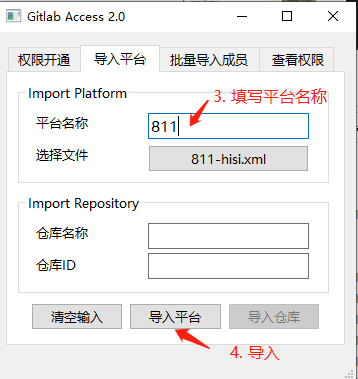 Gitlab Access 2.0
权限开通 导入平台 批量导入成员 查看权限
Import Platform
3. 填写平台名称
平台名称 811
选择文件 811-hisi.xml
Import Repository
仓库名称
仓库ID
清空输入 导入平台 导入仓库
4. 导入